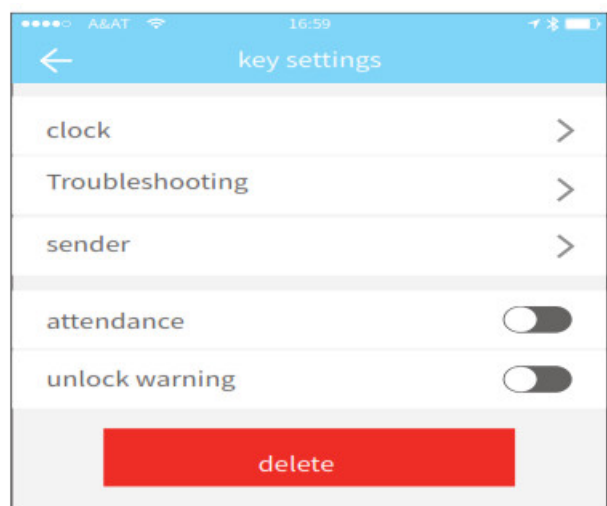 A&AT 16:59
key settings
clock
Troubleshooting
sender
attendance
unlock warning
delete